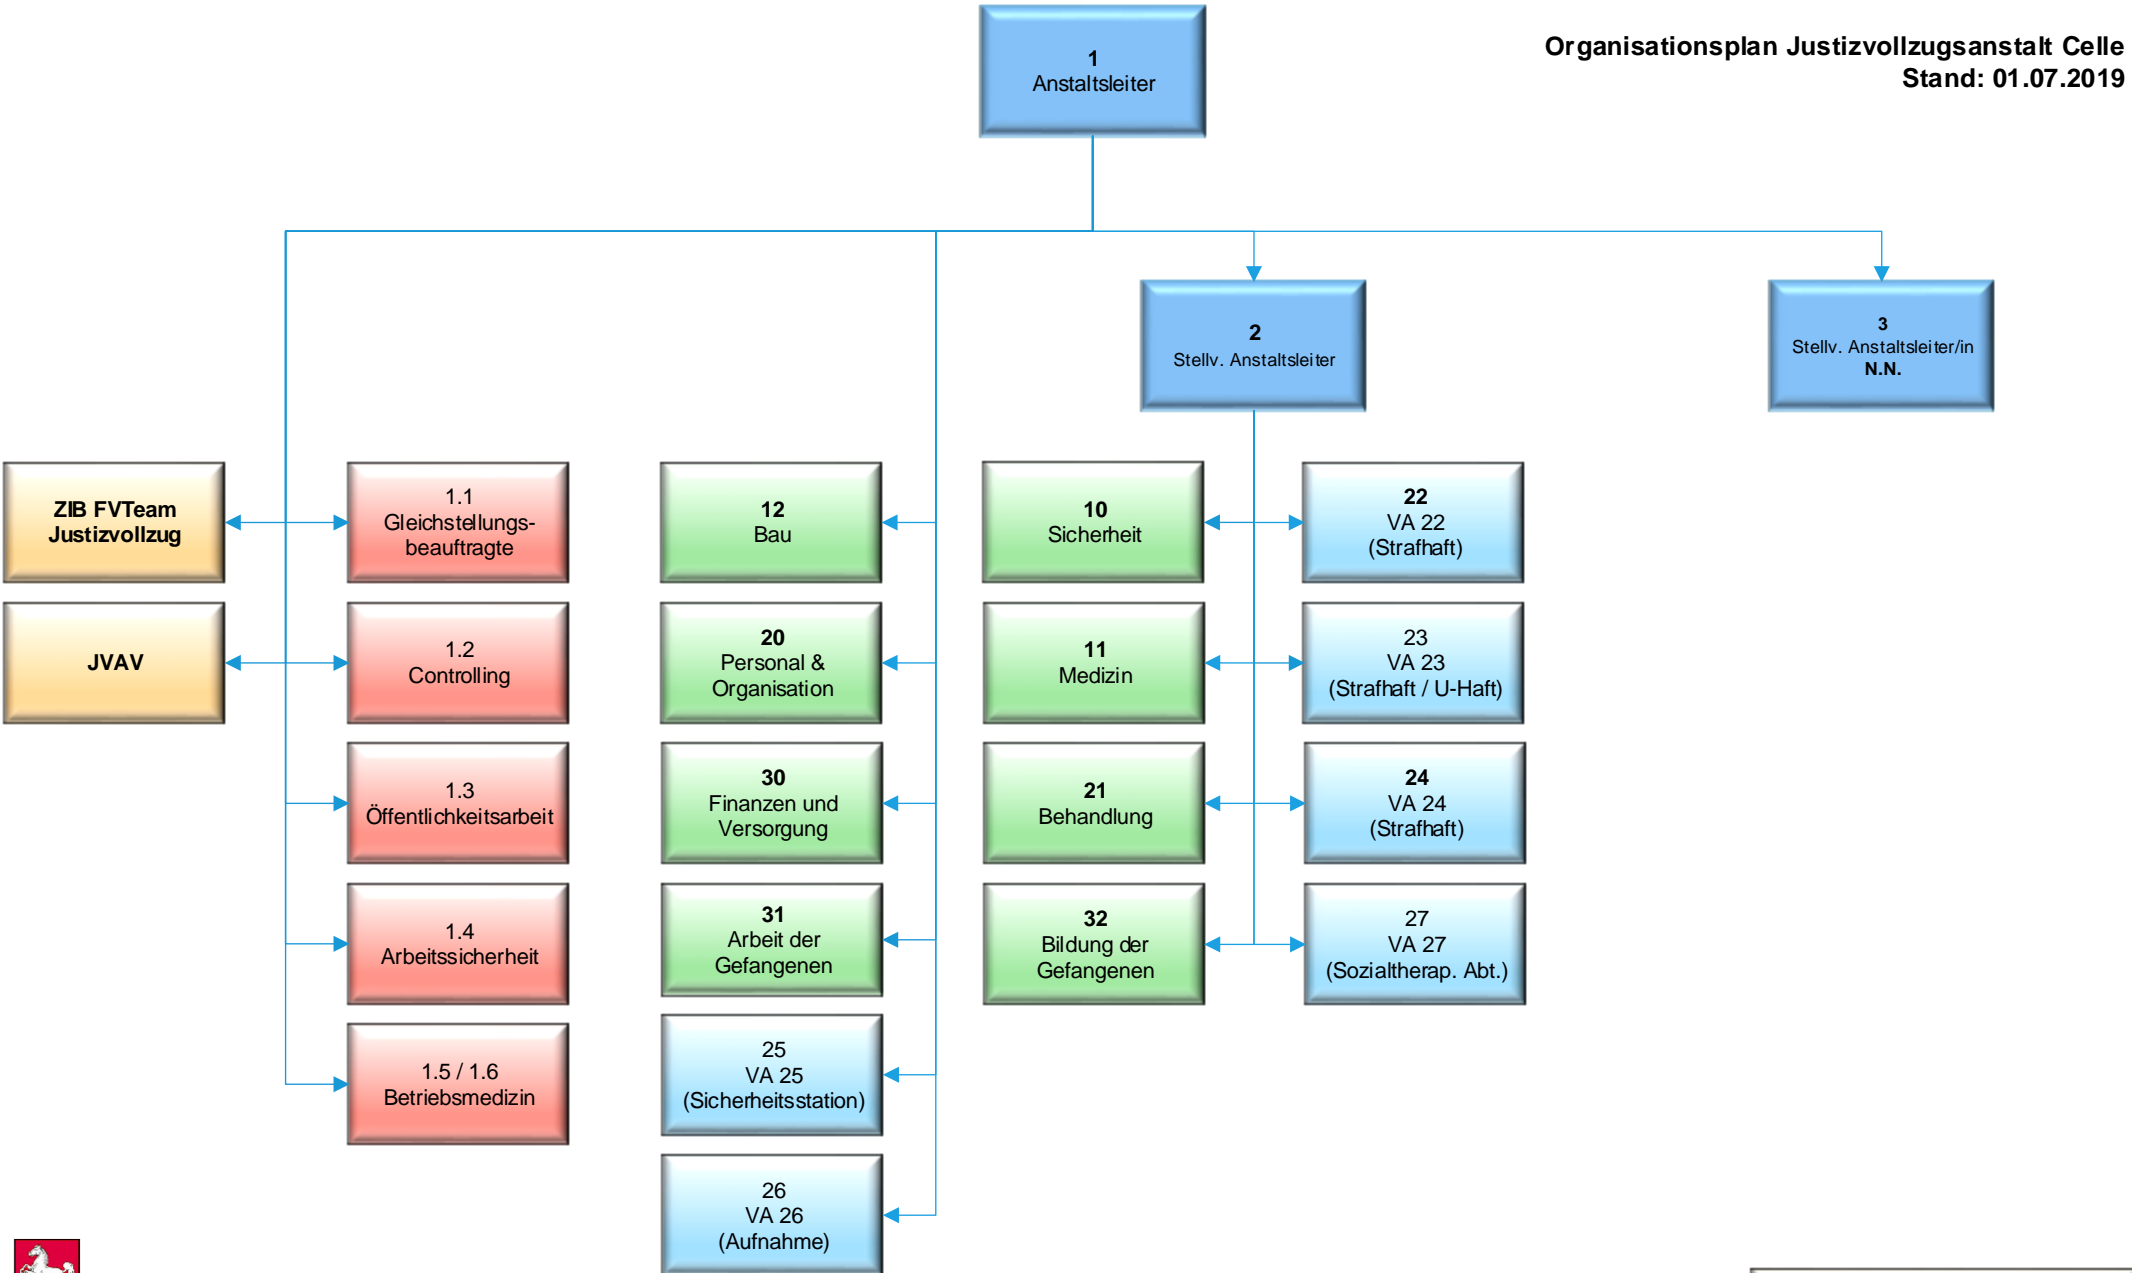 Organisationsplan Justizvollzugsanstalt Celle
Stand: 01.07.2019
1
Anstaltsleiter
2
Stellv. Anstaltsleiter
3
Stellv. Anstaltsleiter/in
N.N.
ZIB FVTeam
Justizvollzug
JVAV
1.1
Gleichstellungs-
beauftragte
1.2
Controlling
1.3
Öffentlichkeitsarbeit
1.4
Arbeitssicherheit
1.5 / 1.6
Betriebsmedizin
12
Bau
20
Personal &
Organisation
30
Finanzen und
Versorgung
31
Arbeit der
Gefangenen
25
VA 25
(Sicherheitsstation)
26
VA 26
(Aufnahme)
10
Sicherheit
11
Medizin
21
Behandlung
32
Bildung der
Gefangenen
22
VA 22
(Strafhaft)
23
VA 23
(Strafhaft / U-Haft)
24
VA 24
(Strafhaft)
27
VA 27
(Sozialtherap. Abt.)